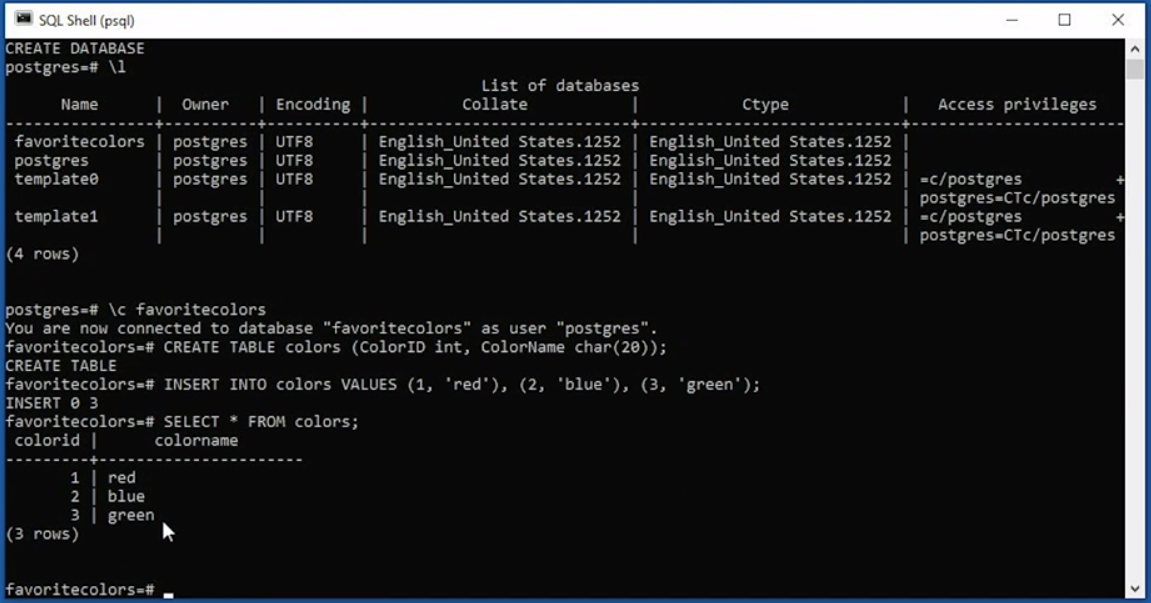 SQL Shell (psql)
CREATE DATABASE
postgres=# \l
                                                   List of databases
      Name      |  Owner   | Encoding |          Collate           |           Ctype            |   Access privileges
----------------+----------+----------+----------------------------+----------------------------+-----------------------
 favoritecolors | postgres | UTF8     | English_United States.1252 | English_United States.1252 |
 postgres       | postgres | UTF8     | English_United States.1252 | English_United States.1252 |
 template0      | postgres | UTF8     | English_United States.1252 | English_United States.1252 | =c/postgres          +
                |          |          |                            |                            | postgres=CTc/postgres
 template1      | postgres | UTF8     | English_United States.1252 | English_United States.1252 | =c/postgres          +
                |          |          |                            |                            | postgres=CTc/postgres
(4 rows)
postgres=# \c favoritecolors
You are now connected to database "favoritecolors" as user "postgres".
favoritecolors=# CREATE TABLE colors (ColorID int, ColorName char(20));
CREATE TABLE
favoritecolors=# INSERT INTO colors VALUES (1, 'red'), (2, 'blue'), (3, 'green');
INSERT 0 3
favoritecolors=# SELECT * FROM colors;
 colorid |      colorname
---------+----------------------
       1 | red
       2 | blue
       3 | green
(3 rows)
favoritecolors=# _